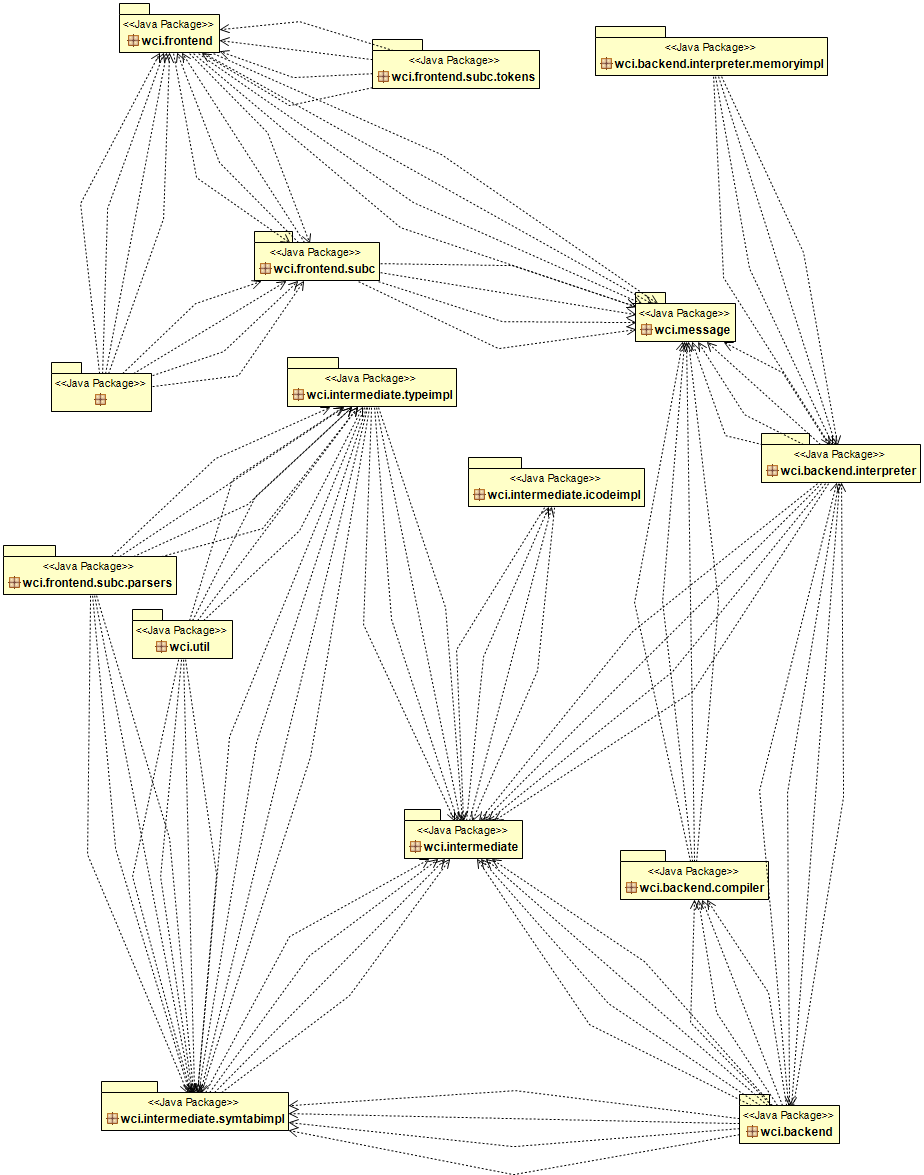 <<Java Package>>
wci.frontend
<<Java Package>>
wci.frontend.subc.tokens
<<Java Package>>
wci.backend.interpreter.memoryimpl
<<Java Package>>
wci.frontend.subc
<<Java Package>>
wci.message
<<Java Package>>
<<Java Package>>
wci.intermediate.typeimpl
<<Java Package>>
wci.backend.interpreter
<<Java Package>>
wci.intermediate.icodeimpl
<<Java Package>>
wci.frontend.subc.parsers
<<Java Package>>
wci.util
<<Java Package>>
wci.intermediate
<<Java Package>>
wci.backend.compiler
<<Java Package>>
wci.intermediate.symtabimpl
<<Java Package>>
wci.backend